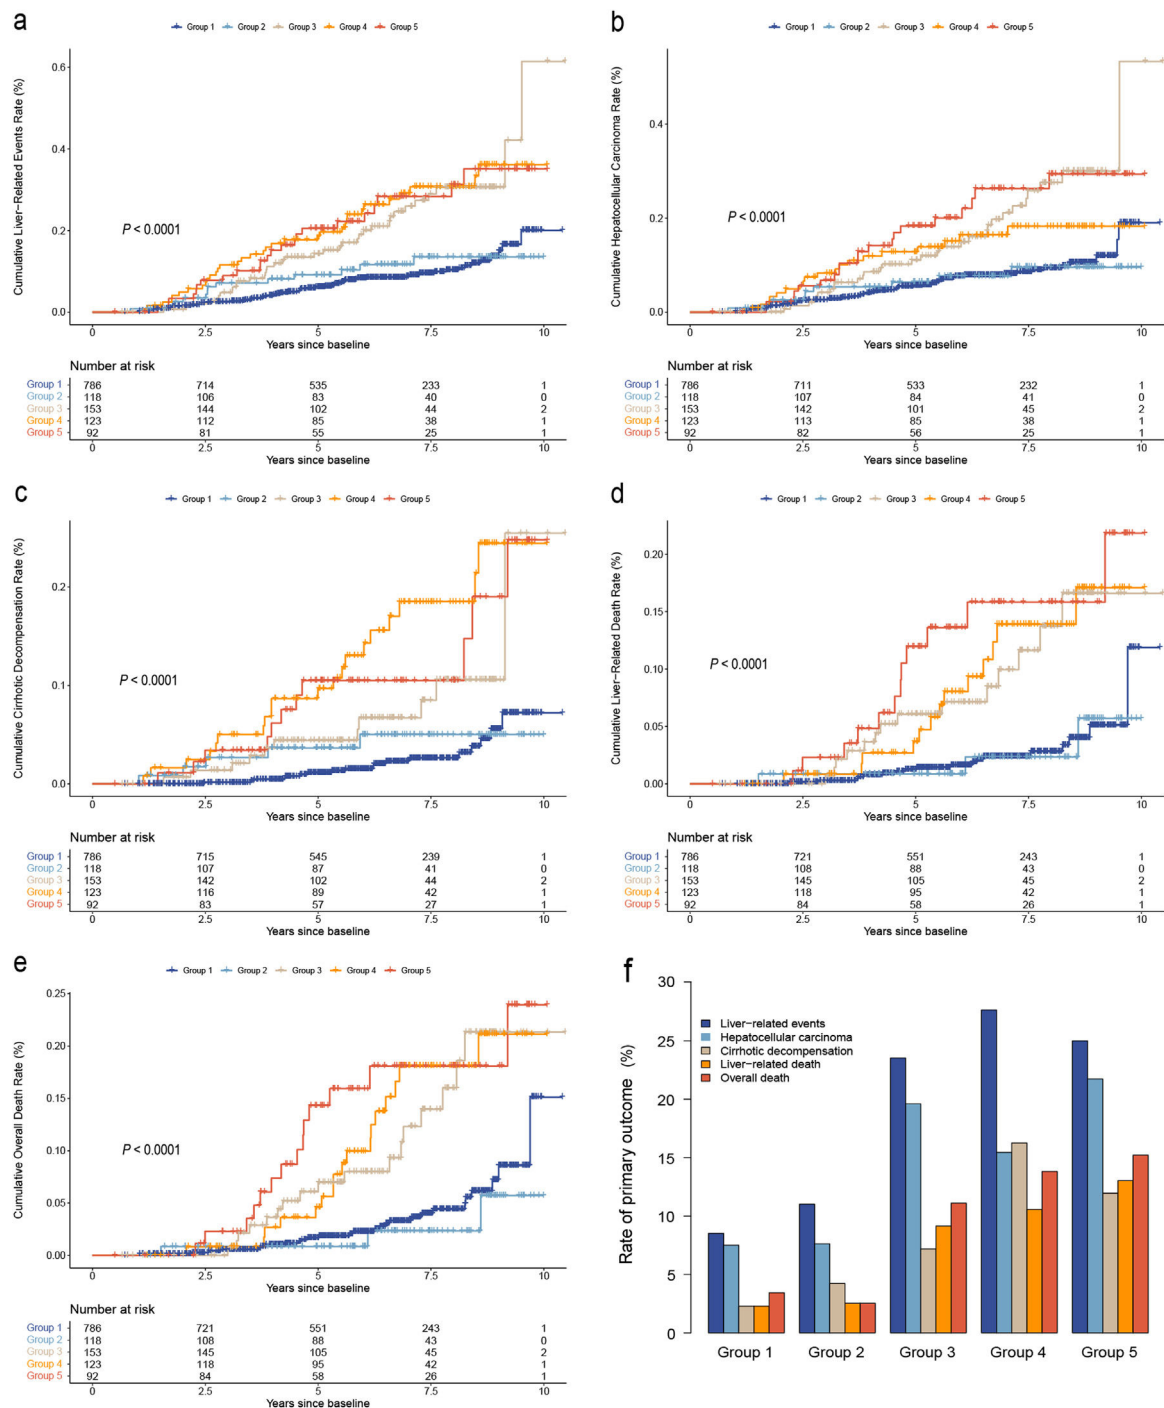 a
Group 1 Group 2 Group 3 Group 4 Group 5
Cumulative Liver-Related Events Rate (%)
0.6
0.4
0.2
0.0
P < 0.0001
0 2.5 5 7.5 10
Years since baseline
Number at risk
Group 1 786 714 535 233 1
Group 2 118 106 83 40 0
Group 3 153 144 102 44 2
Group 4 123 112 85 38 1
Group 5 92 81 55 25 1
0 2.5 5 7.5 10
Years since baseline
b
Group 1 Group 2 Group 3 Group 4 Group 5
Cumulative Hepatocellular Carcinoma Rate (%)
0.4
0.2
0.0
P < 0.0001
0 2.5 5 7.5 10
Years since baseline
Number at risk
Group 1 786 711 533 232 1
Group 2 118 107 84 41 0
Group 3 153 142 101 45 2
Group 4 123 113 85 38 1
Group 5 92 82 56 25 1
0 2.5 5 7.5 10
Years since baseline
c
Group 1 Group 2 Group 3 Group 4 Group 5
Cumulative Cirrhotic Decompensation Rate (%)
0.2
0.1
0.0
P < 0.0001
0 2.5 5 7.5 10
Years since baseline
Number at risk
Group 1 786 715 545 239 1
Group 2 118 107 87 41 0
Group 3 153 142 102 44 2
Group 4 123 116 89 42 1
Group 5 92 83 57 27 1
0 2.5 5 7.5 10
Years since baseline
d
Group 1 Group 2 Group 3 Group 4 Group 5
Cumulative Liver-Related Death Rate (%)
0.20
0.15
0.10
0.05
0.00
P < 0.0001
0 2.5 5 7.5 10
Years since baseline
Number at risk
Group 1 786 721 551 243 1
Group 2 118 108 88 43 0
Group 3 153 145 105 45 2
Group 4 123 118 95 42 1
Group 5 92 84 58 26 1
0 2.5 5 7.5 10
Years since baseline
e
Group 1 Group 2 Group 3 Group 4 Group 5
Cumulative Overall Death Rate (%)
0.25
0.20
0.15
0.10
0.05
0.00
P < 0.0001
0 2.5 5 7.5 10
Years since baseline
Number at risk
Group 1 786 721 551 243 1
Group 2 118 108 88 43 0
Group 3 153 145 105 45 2
Group 4 123 118 95 42 1
Group 5 92 84 58 26 1
0 2.5 5 7.5 10
Years since baseline
f
Rate of primary outcome
(%)
30
25
20
15
10
5
0
Liver-related events
Hepatocellular carcinoma
Cirrhotic decompensation
Liver-related death
Overall death
Group 1 Group 2 Group 3 Group 4 Group 5